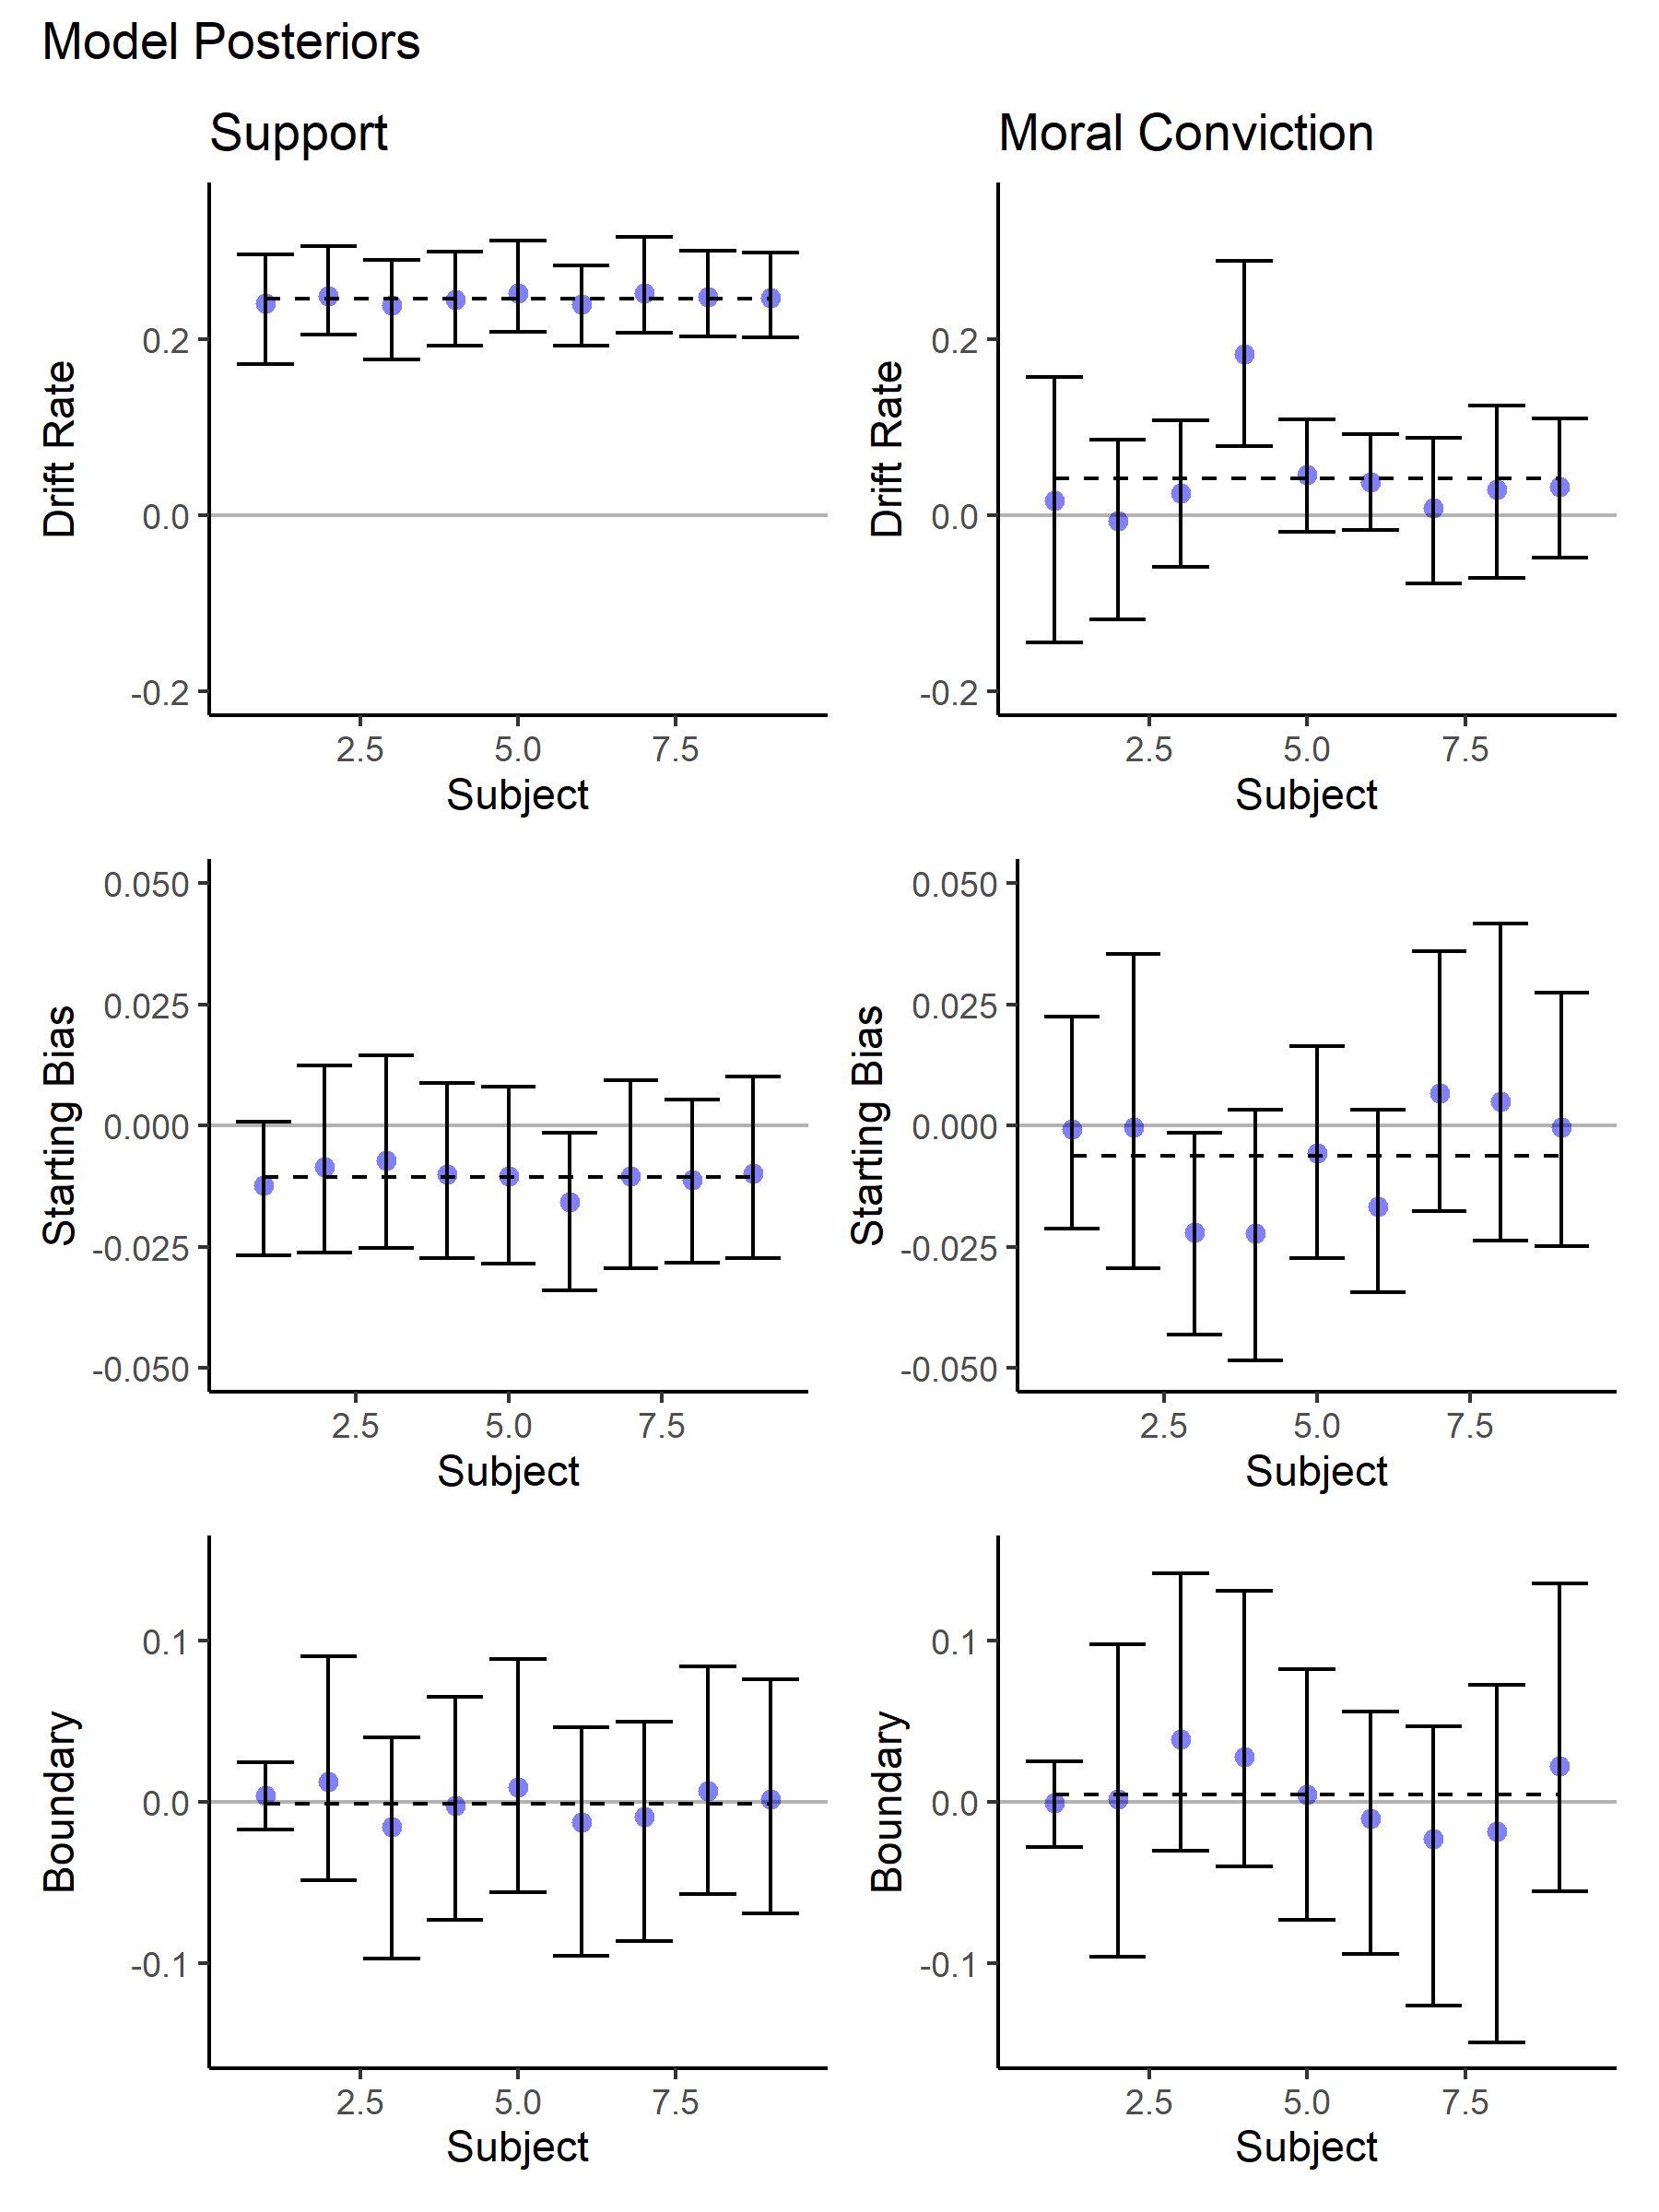 Model Posteriors
Support
Moral Conviction
0.2
0.0
-0.2
Drift Rate
2.5 5.0 7.5
Subject
0.2
0.0
-0.2
Drift Rate
2.5 5.0 7.5
Subject
0.050
0.025
0.000
-0.025
-0.050
Starting Bias
2.5 5.0 7.5
Subject
0.050
0.025
0.000
-0.025
-0.050
Starting Bias
2.5 5.0 7.5
Subject
0.1
0.0
-0.1
Boundary
2.5 5.0 7.5
Subject
0.1
0.0
-0.1
Boundary
2.5 5.0 7.5
Subject